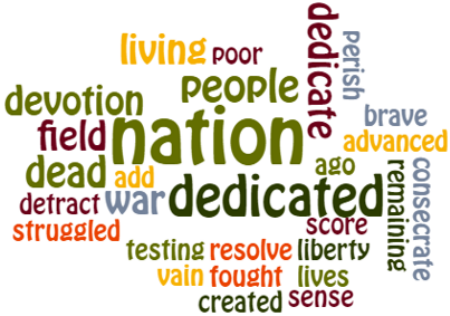 living poor
dedicate
perish
people
devotion
brave
field
nation
advanced
dead
add
ago
remaining
consecrate
detract
war
dedicated
struggled
score
testing resolve liberty
vain fought lives
created sense